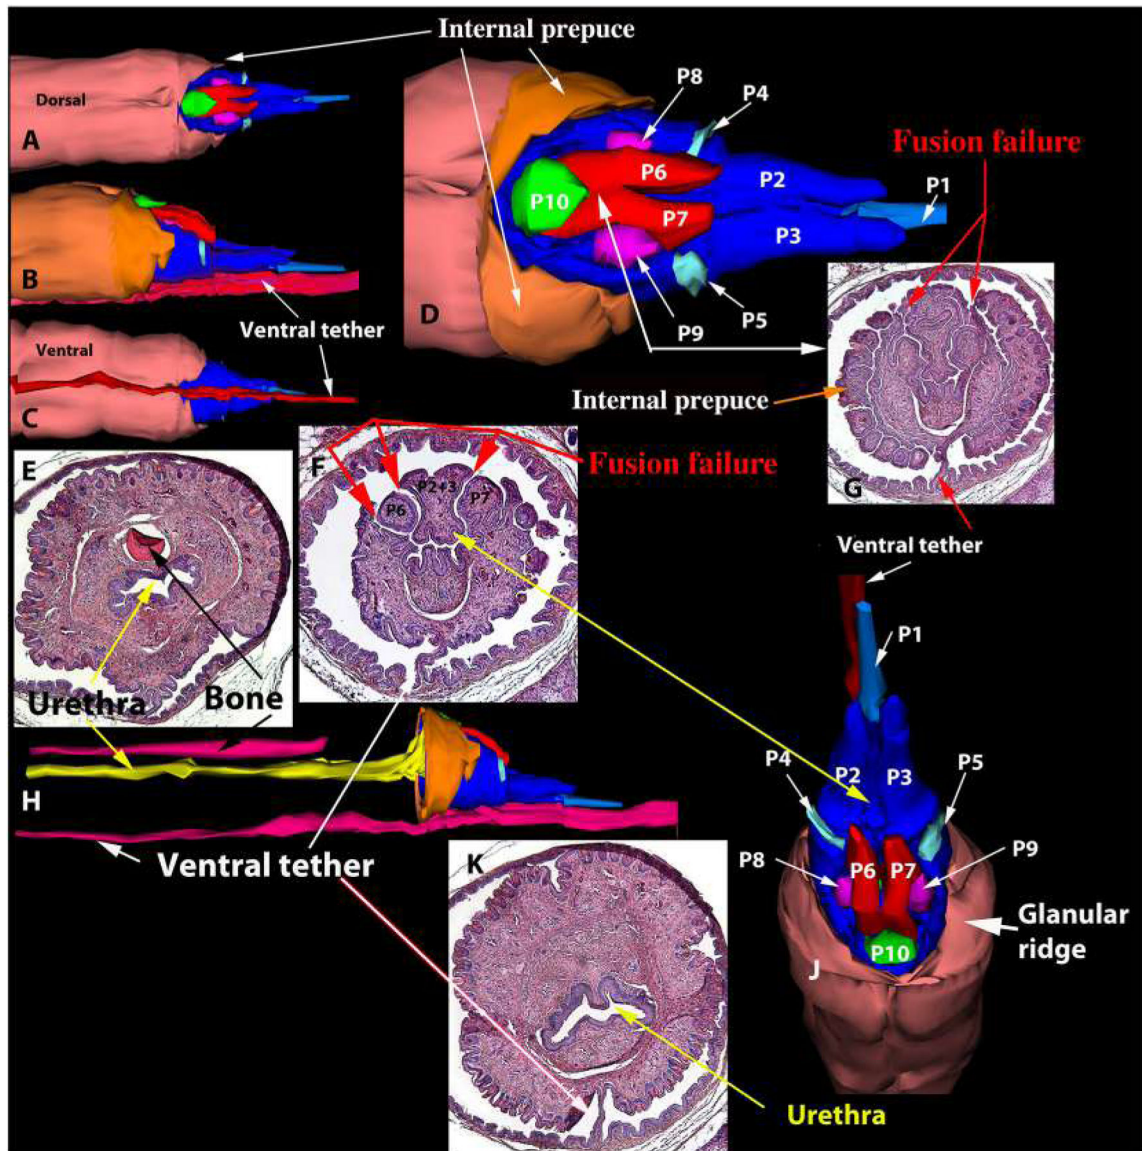 Internal prepuce
Dorsal
A
P8
P4
Fusion failure
P6
P2
P1
P10
P7
P3
B
D
P9
P5
Ventral tether
Ventral
C
Internal prepuce
G
E
F
P2+3
P6
P7
Fusion failure
Ventral tether
Urethra
Bone
P1
H
P4
P2
P3
P5
Ventral tether
K
P8
P6
P7
P9
Glanular
ridge
P10
J
Urethra